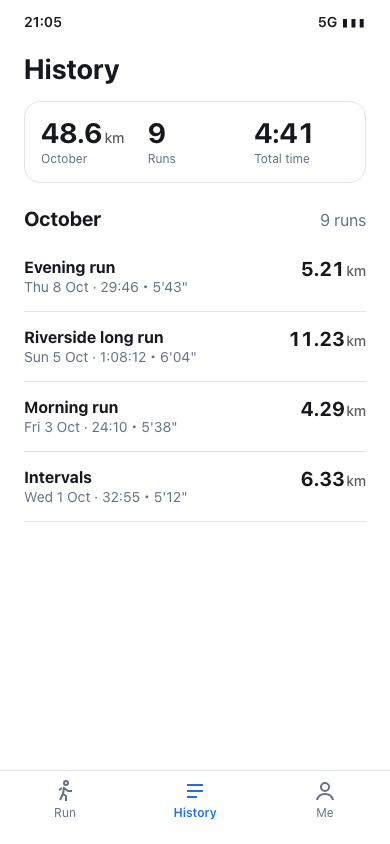 21:05 5G
History
48.6 km 9 4:41
October Runs Total time
October 9 runs
Evening run 5.21 km
Thu 8 Oct · 29:46 • 5'43"
Riverside long run 11.23 km
Sun 5 Oct · 1:08:12 • 6'04"
Morning run 4.29 km
Fri 3 Oct · 24:10 • 5'38"
Intervals 6.33 km
Wed 1 Oct · 32:55 • 5'12"
Run History Me